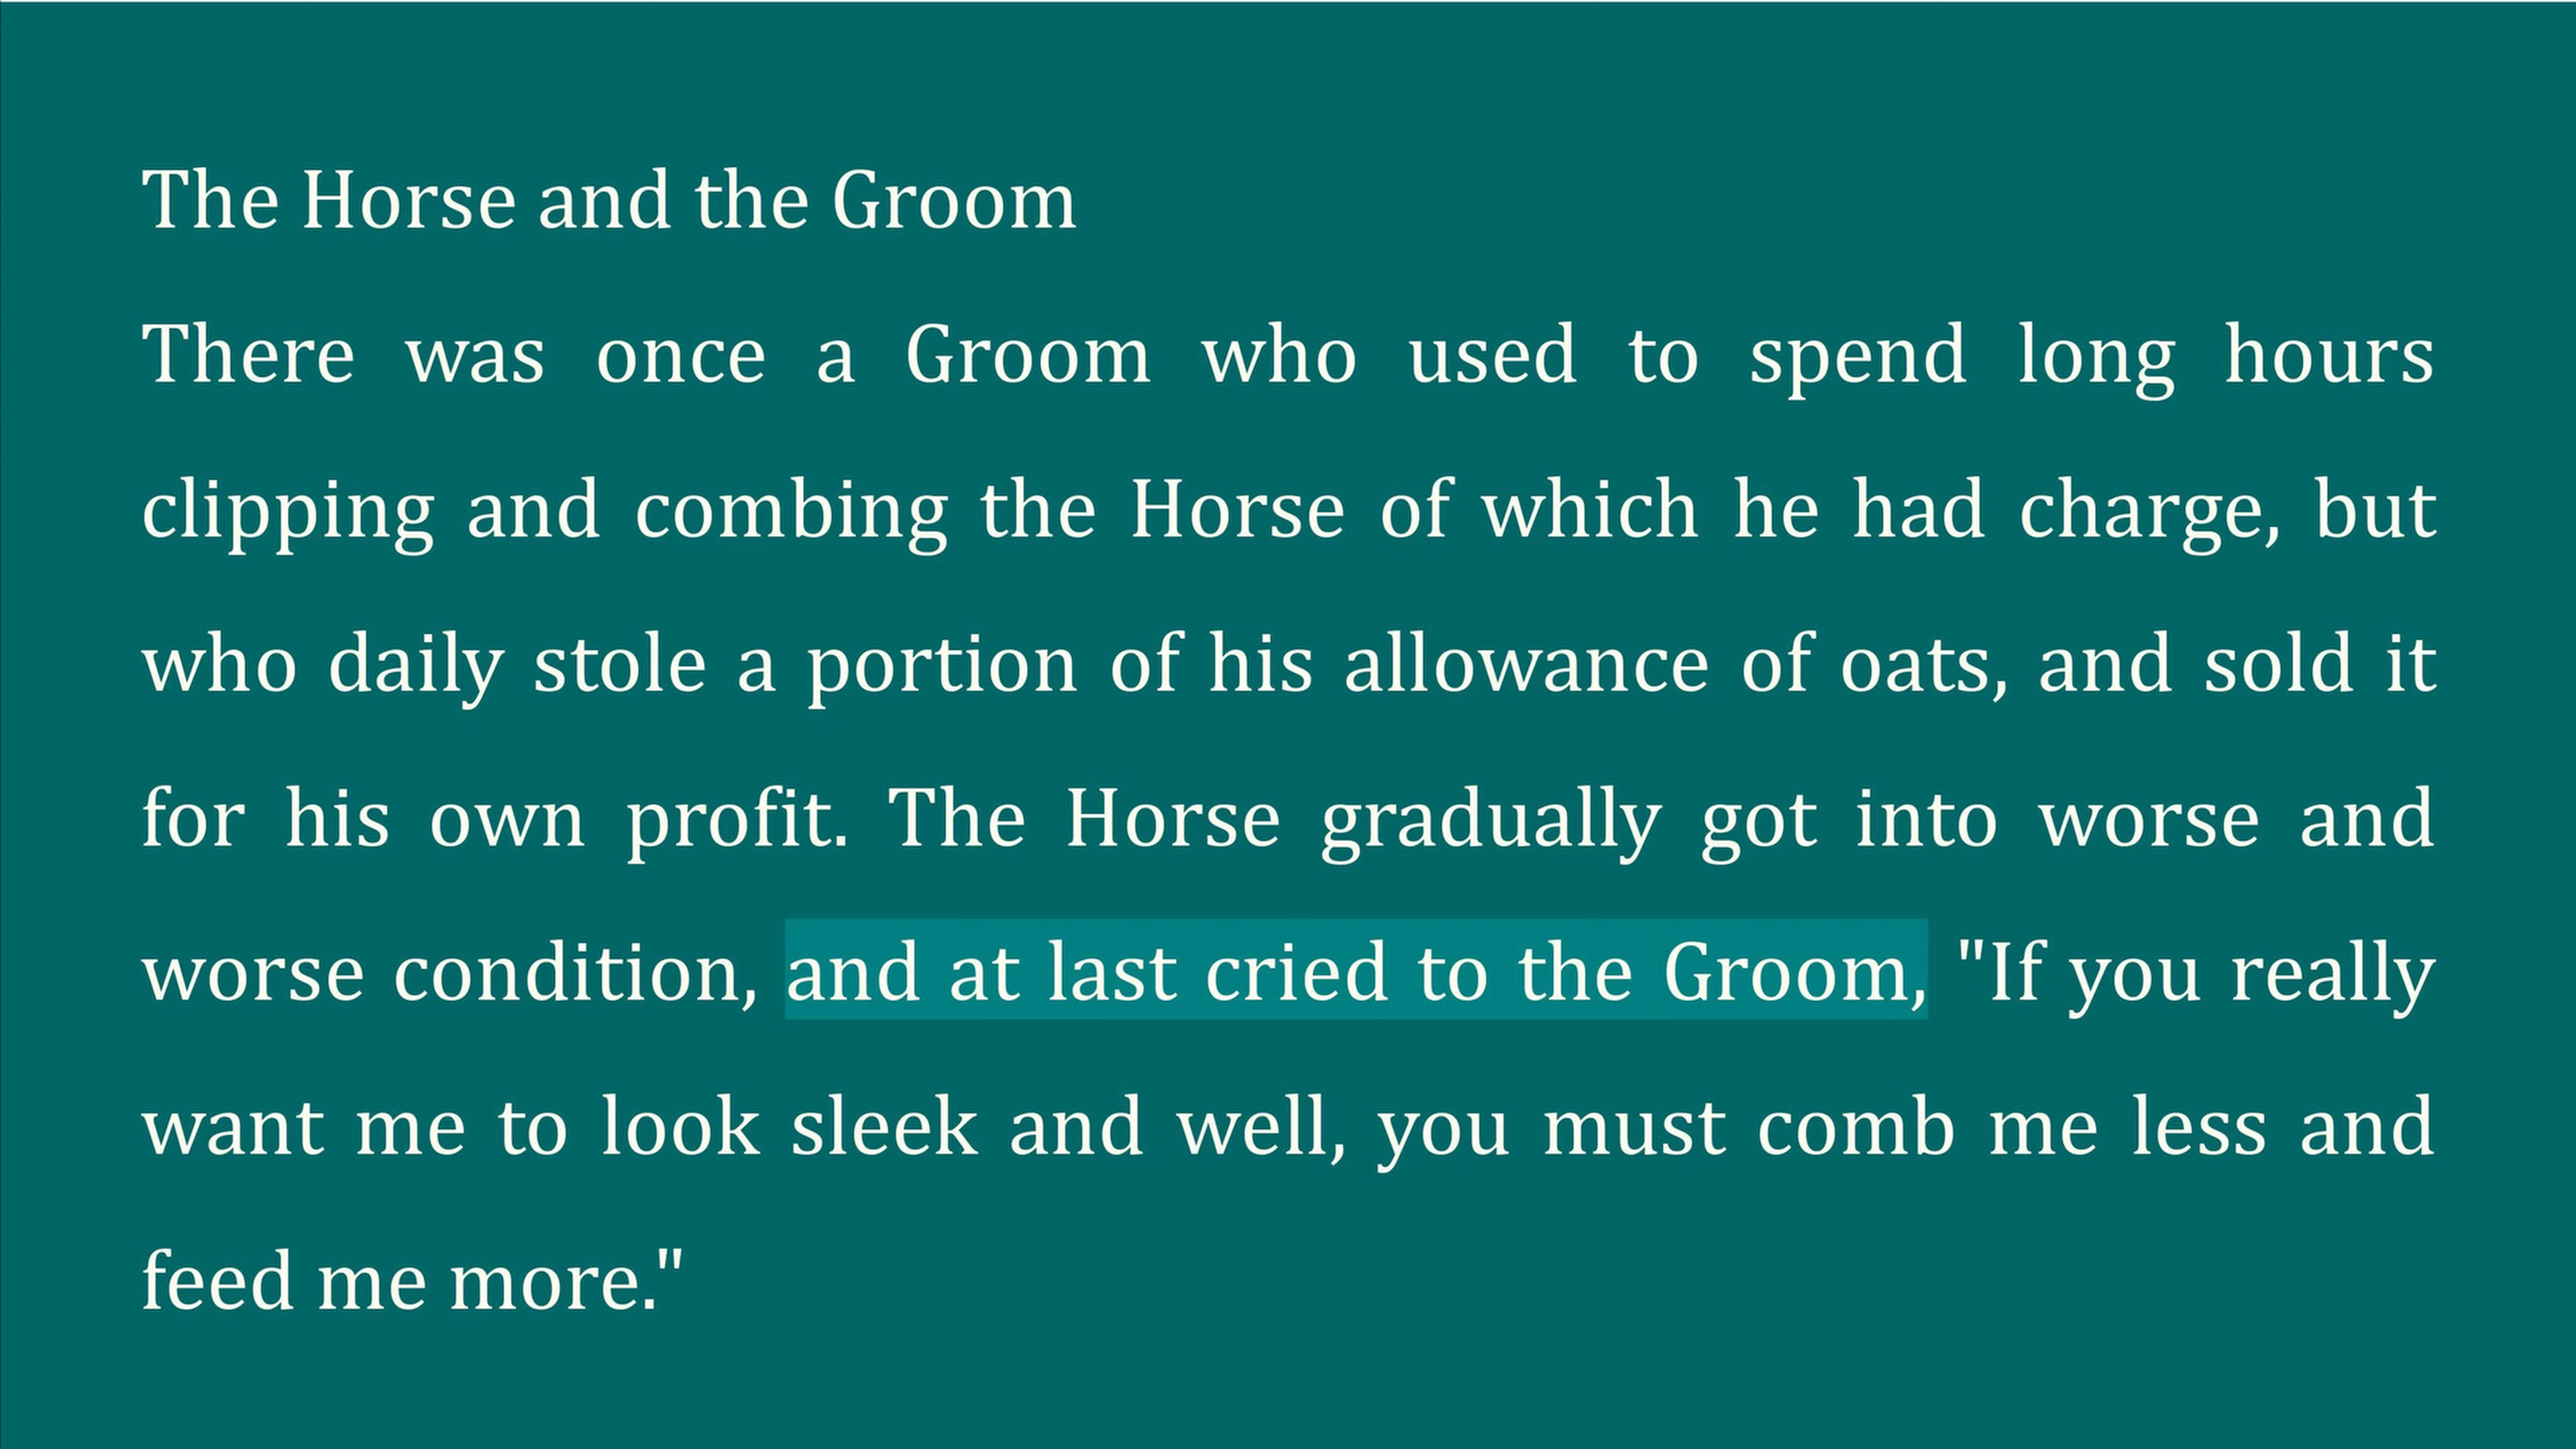 The Horse and the Groom
There was once a Groom who used to spend long hours
clipping and combing the Horse of which he had charge, but
who daily stole a portion of his allowance of oats, and sold it
for his own profit. The Horse gradually got into worse and
worse condition, and at last cried to the Groom, "If you really
want me to look sleek and well, you must comb me less and
feed me more."